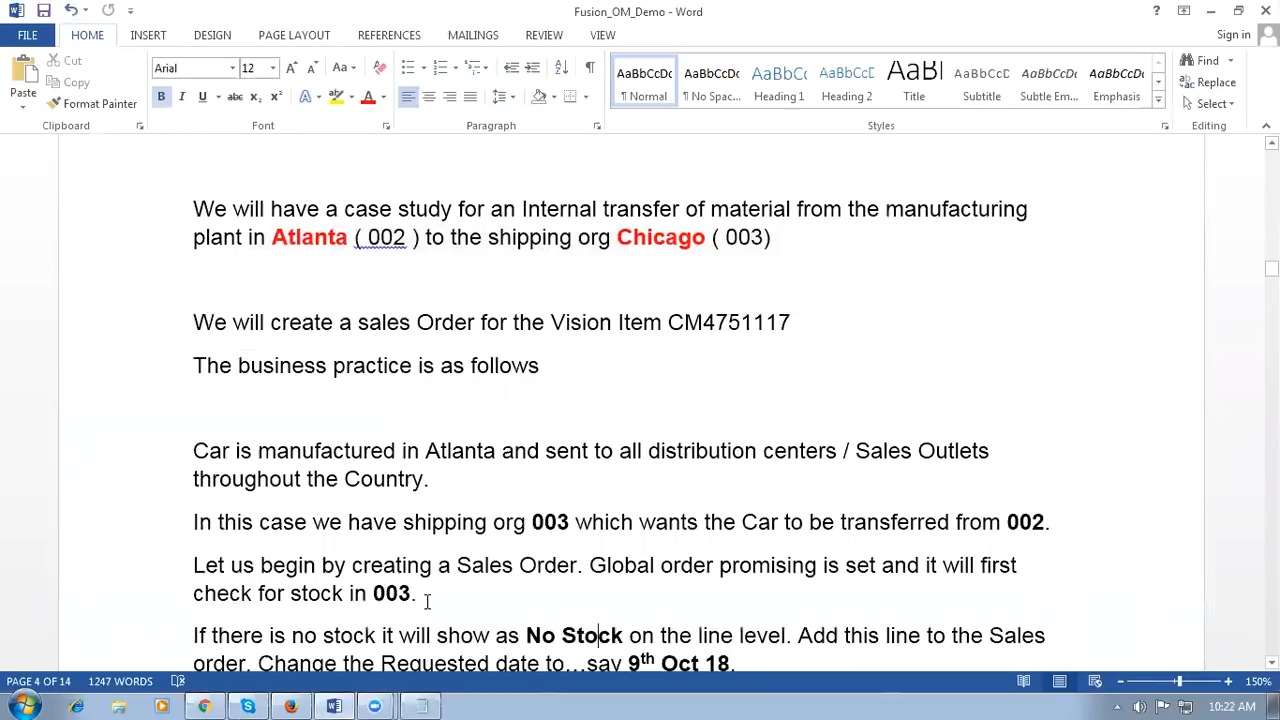 Fusion_OM_Demo - Word
FILE HOME INSERT DESIGN PAGE LAYOUT REFERENCES MAILINGS REVIEW VIEW Sign in
Paste Cut Copy Format Painter
Arial 12
AaBbCcDc AaBbCcDc AaBbCc AaBbCc AaBl AaBbCcD AaBbCcDc AaBbCcDc
¶ Normal ¶ No Spac... Heading 1 Heading 2 Title Subtitle Subtle Em... Emphasis
Find Replace Select
Clipboard Font Paragraph Styles Editing
We will have a case study for an Internal transfer of material from the manufacturing
plant in Atlanta ( 002 ) to the shipping org Chicago ( 003)
We will create a sales Order for the Vision Item CM4751117
The business practice is as follows
Car is manufactured in Atlanta and sent to all distribution centers / Sales Outlets
throughout the Country.
In this case we have shipping org 003 which wants the Car to be transferred from 002.
Let us begin by creating a Sales Order. Global order promising is set and it will first
check for stock in 003.
If there is no stock it will show as No Stock on the line level. Add this line to the Sales
order. Change the Requested date to…say 9th Oct 18.
PAGE 4 OF 14 1247 WORDS 150%
10:22 AM